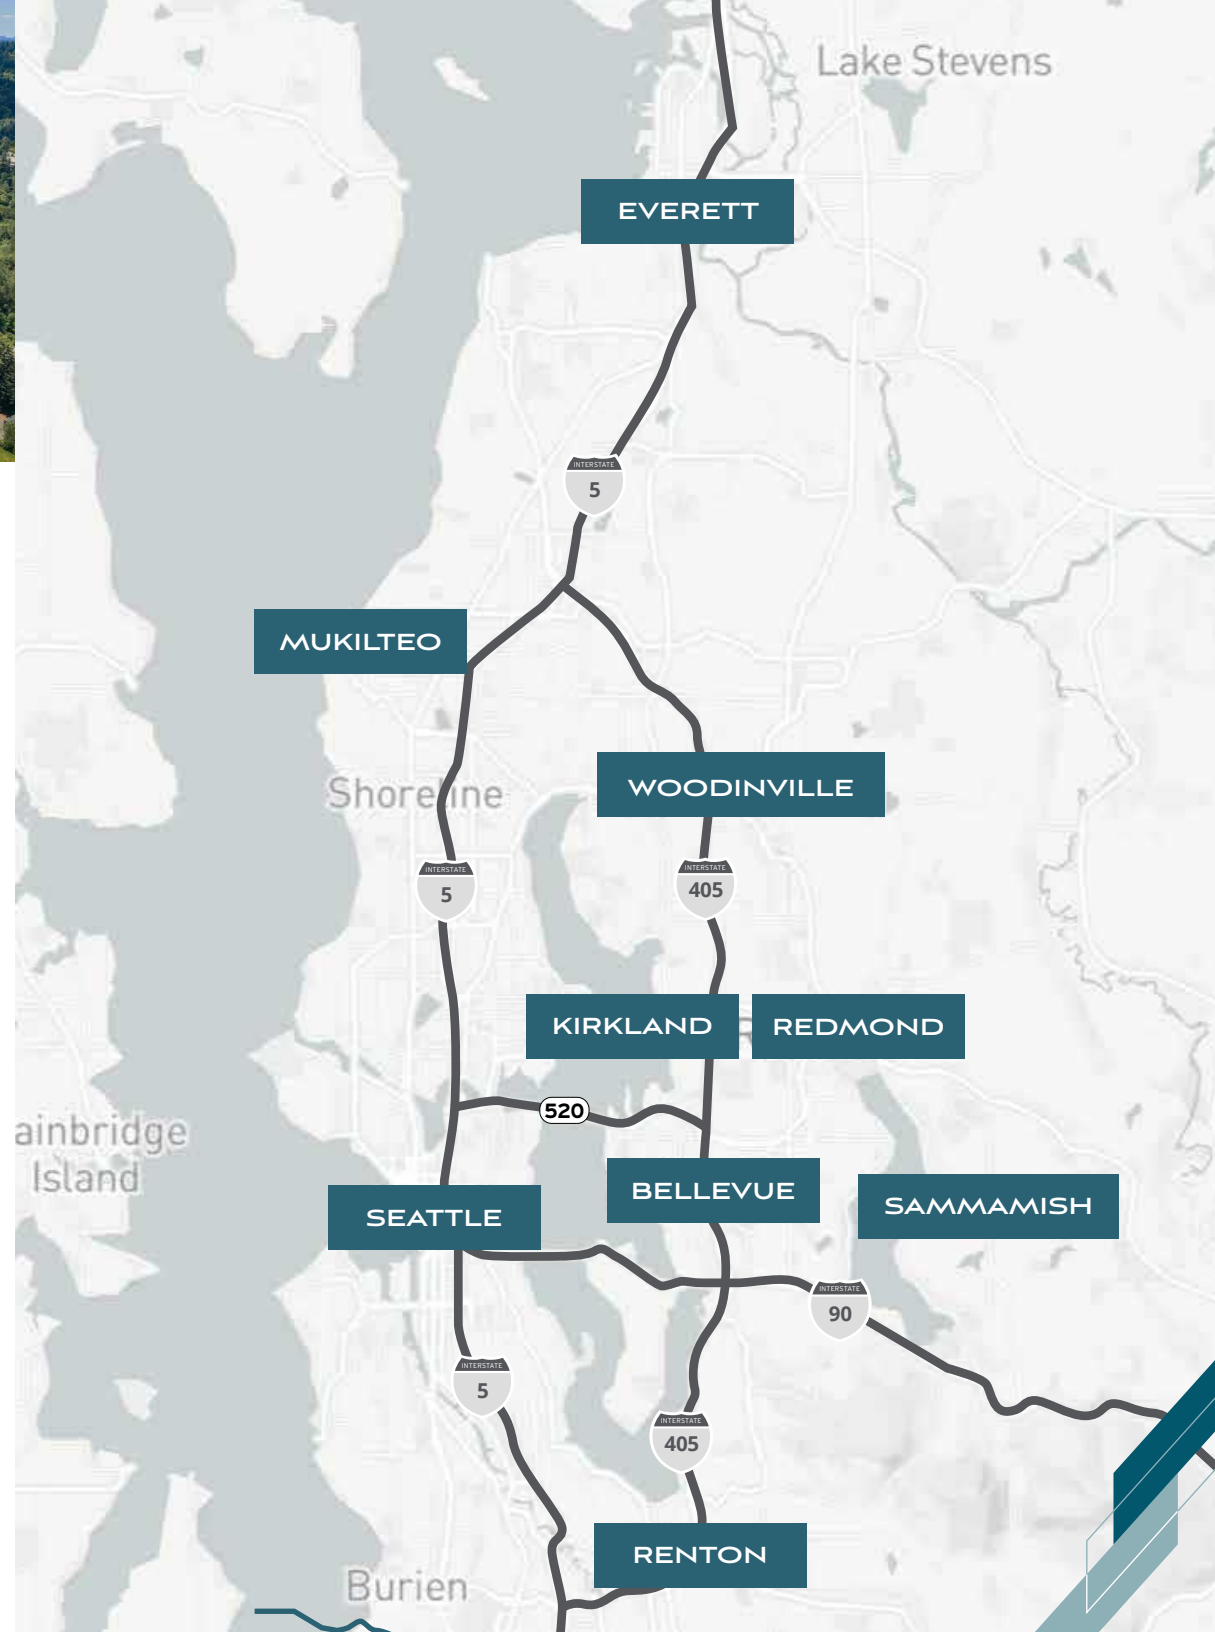 Lake Stevens
EVERETT
INTERSTATE
5
MUKILTEO
WOODINVILLE
Shoreline
INTERSTATE
5
INTERSTATE
405
KIRKLAND
REDMOND
520
ainbridge
Island
BELLEVUE
SAMMAMISH
SEATTLE
INTERSTATE
90
INTERSTATE
5
INTERSTATE
405
RENTON
Burien